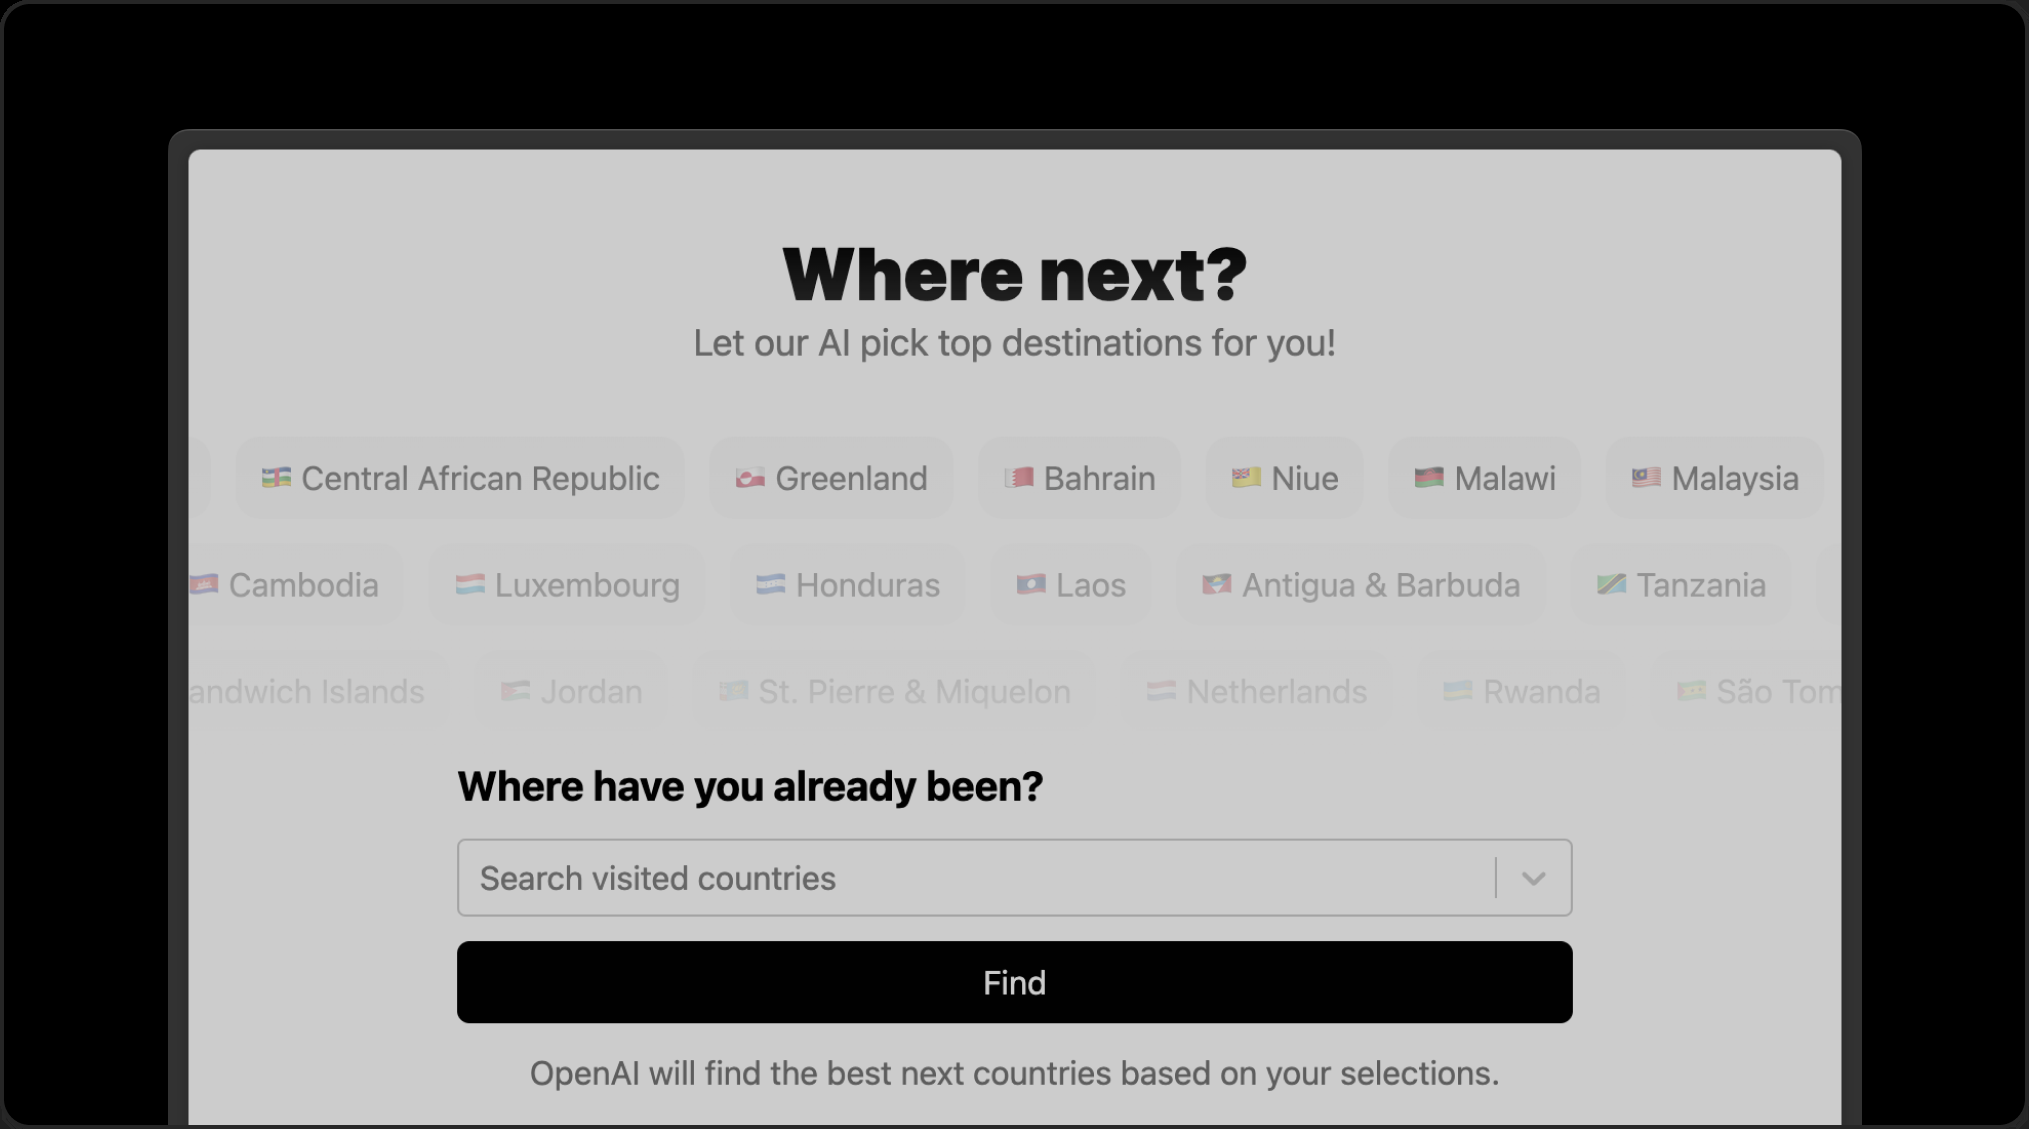 Where next?
Let our AI pick top destinations for you!
Central African Republic Greenland Bahrain Niue Malawi Malaysia
Cambodia Luxembourg Honduras Laos Antigua & Barbuda Tanzania
andwich Islands Jordan St. Pierre & Miquelon Netherlands Rwanda São Tom
Where have you already been?
Search visited countries
Find
OpenAI will find the best next countries based on your selections.